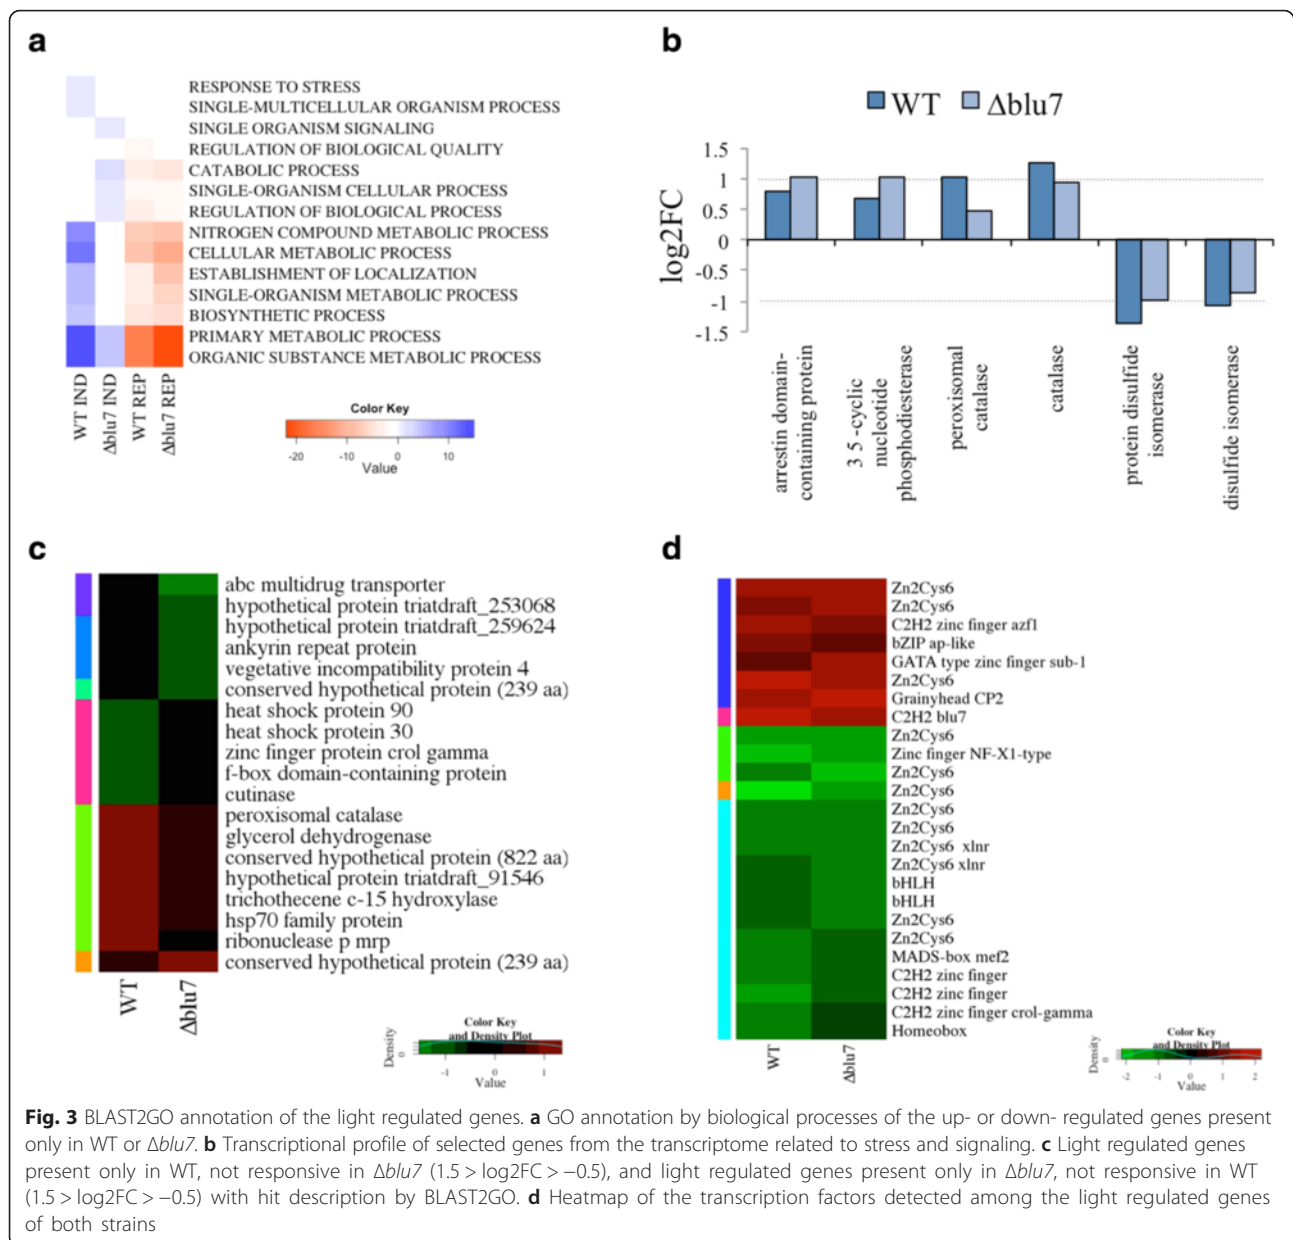 a
RESPONSE TO STRESS
SINGLE-MULTICELLULAR ORGANISM PROCESS
SINGLE ORGANISM SIGNALING
REGULATION OF BIOLOGICAL QUALITY
CATABOLIC PROCESS
SINGLE-ORGANISM CELLULAR PROCESS
REGULATION OF BIOLOGICAL PROCESS
NITROGEN COMPOUND METABOLIC PROCESS
CELLULAR METABOLIC PROCESS
ESTABLISHMENT OF LOCALIZATION
SINGLE-ORGANISM METABOLIC PROCESS
BIOSYNTHETIC PROCESS
PRIMARY METABOLIC PROCESS
ORGANIC SUBSTANCE METABOLIC PROCESS
WT IND
Δblu7 IND
WT REP
Δblu7 REP
Color Key
-20 -10 0 10
Value
b
WT Δblu7
log2FC
1.5
1
0.5
0
-0.5
-1
-1.5
arrestin domain-
containing protein
3 5 -cyclic
nucleotide
phosphodiesterase
peroxisomal
catalase
catalase
protein disulfide
isomerase
disulfide isomerase
c
abc multidrug transporter
hypothetical protein triatdraft_253068
hypothetical protein triatdraft_259624
ankyrin repeat protein
vegetative incompatibility protein 4
conserved hypothetical protein (239 aa)
heat shock protein 90
heat shock protein 30
zinc finger protein crol gamma
f-box domain-containing protein
cutinase
peroxisomal catalase
glycerol dehydrogenase
conserved hypothetical protein (822 aa)
hypothetical protein triatdraft_91546
trichothecene c-15 hydroxylase
hsp70 family protein
ribonuclease p mrp
conserved hypothetical protein (239 aa)
WT
Δblu7
Color Key
and Density Plot
Density
0
-1 0 1
Value
d
Zn2Cys6
Zn2Cys6
C2H2 zinc finger azf1
bZIP ap-like
GATA type zinc finger sub-1
Zn2Cys6
Grainyhead CP2
C2H2 blu7
Zn2Cys6
Zinc finger NF-X1-type
Zn2Cys6
Zn2Cys6
Zn2Cys6
Zn2Cys6
Zn2Cys6 xlnr
Zn2Cys6 xlnr
bHLH
bHLH
Zn2Cys6
Zn2Cys6
MADS-box mef2
C2H2 zinc finger
C2H2 zinc finger
C2H2 zinc finger crol-gamma
Homeobox
WT
Δblu7
Color Key
and Density Plot
Density
0
-2 -1 0 1 2
Value
Fig. 3 BLAST2GO annotation of the light regulated genes. a GO annotation by biological processes of the up- or down- regulated genes present
only in WT or Δblu7. b Transcriptional profile of selected genes from the transcriptome related to stress and signaling. c Light regulated genes
present only in WT, not responsive in Δblu7 (1.5 > log2FC > −0.5), and light regulated genes present only in Δblu7, not responsive in WT
(1.5 > log2FC > −0.5) with hit description by BLAST2GO. d Heatmap of the transcription factors detected among the light regulated genes
of both strains